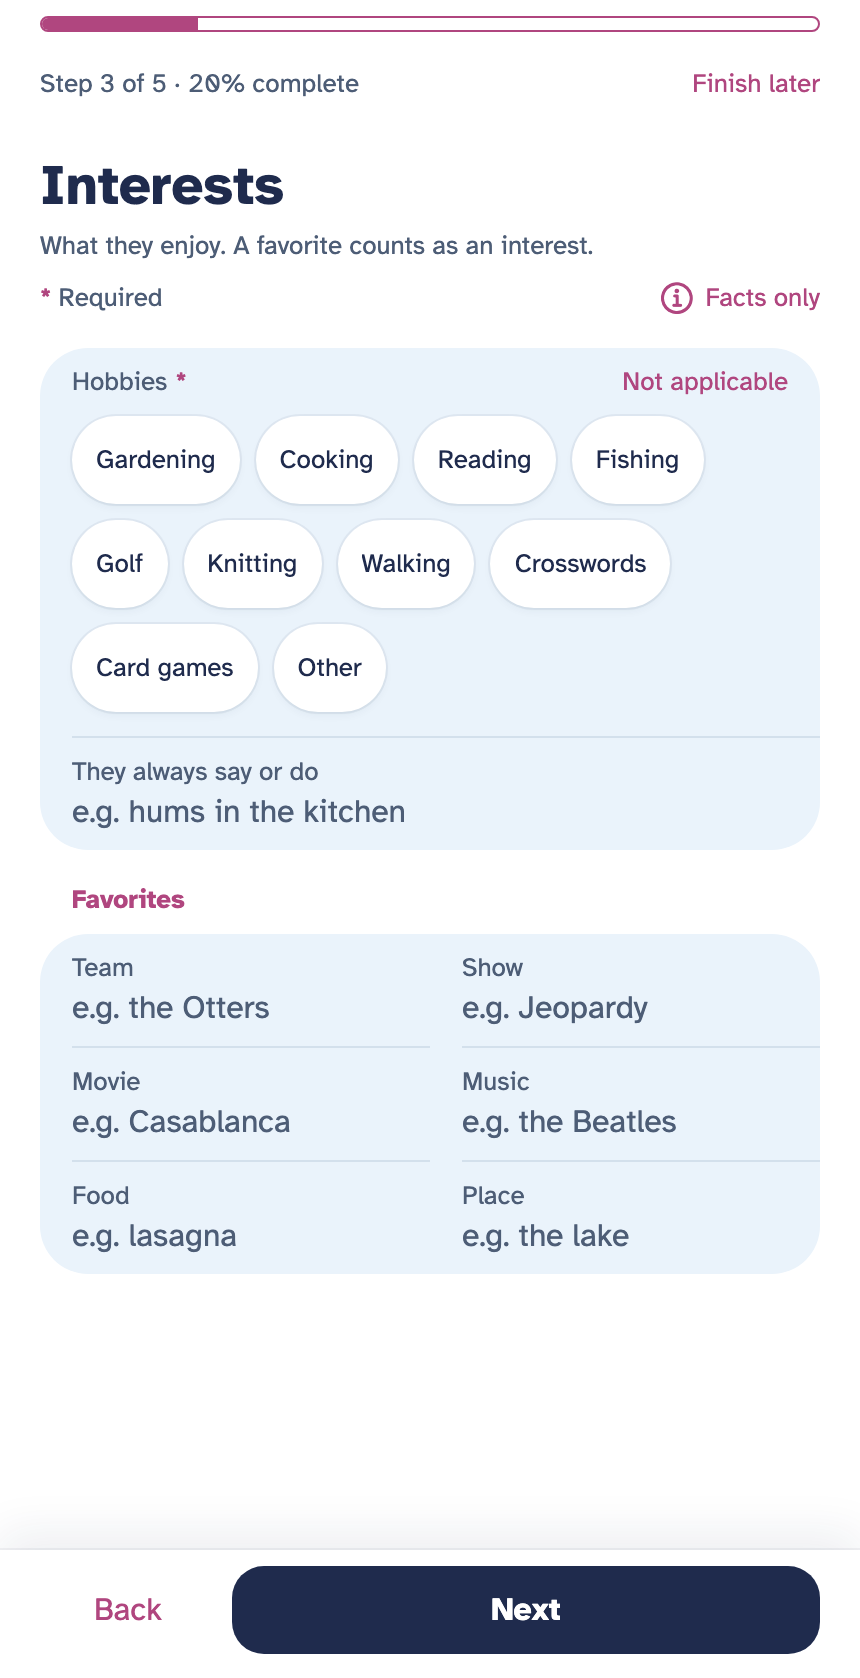 Step 3 of 5 · 20% complete
Finish later
Interests
What they enjoy. A favorite counts as an interest.
* Required
Facts only
Hobbies *
Not applicable
Gardening
Cooking
Reading
Fishing
Golf
Knitting
Walking
Crosswords
Card games
Other
They always say or do
e.g. hums in the kitchen
Favorites
Team
Show
e.g. the Otters
e.g. Jeopardy
Movie
Music
e.g. Casablanca
e.g. the Beatles
Food
Place
e.g. lasagna
e.g. the lake
Back
Next